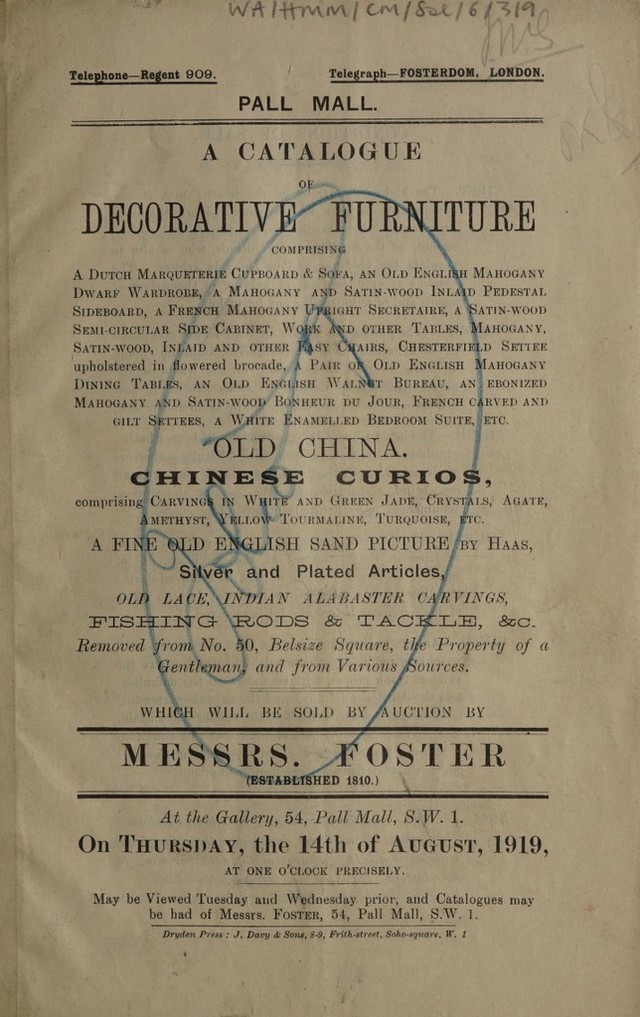 WA/HMM/CM/Sal/6/319
Telephone—Regent 909.
Telegraph—FOSTERDOM, LONDON.
PALL MALL.
A CATALOGUE
OF
DECORATIVE FURNITURE
COMPRISING
A DUTCH MARQUETERIE CUPBOARD & SOFA, AN OLD ENGLISH MAHOGANY
DWARF WARDROBE, A MAHOGANY AND SATIN-WOOD INLAID PEDESTAL
SIDEBOARD, A FRENCH MAHOGANY UPRIGHT SECRETAIRE, A SATIN-WOOD
SEMI-CIRCULAR SIDE CABINET, WORK AND OTHER TABLES, MAHOGANY,
SATIN-WOOD, INLAID AND OTHER EASY CHAIRS, CHESTERFIELD SETTEE
upholstered in flowered brocade, A PAIR OF OLD ENGLISH MAHOGANY
DINING TABLES, AN OLD ENGLISH WALNUT BUREAU, AN EBONIZED
MAHOGANY AND SATIN-WOOD BONHEUR DU JOUR, FRENCH CARVED AND
GILT SETTEES, A WHITE ENAMELLED BEDROOM SUITE, ETC.
OLD CHINA.
CHINESE CURIOS,
comprising CARVINGS IN WHITE AND GREEN JADE, CRYSTALS, AGATE,
AMETHYST, YELLOW TOURMALINE, TURQUOISE, ETC.
A FINE OLD ENGLISH SAND PICTURE BY HAAS,
Silver and Plated Articles,
OLD LACE, INDIAN ALABASTER CARVINGS,
FISHING RODS & TACKLE, &c.
Removed from No. 50, Belsize Square, the Property of a
Gentleman, and from Various Sources.
WHICH WILL BE SOLD BY AUCTION BY
MESSRS. FOSTER
(ESTABLISHED 1810.)
At the Gallery, 54, Pall Mall, S.W. 1.
On THURSDAY, the 14th of AUGUST, 1919,
AT ONE O'CLOCK PRECISELY.
May be Viewed Tuesday and Wednesday prior, and Catalogues may
be had of Messrs. FOSTER, 54, Pall Mall, S.W. 1.
Dryden Press: J. Davy & Sons, 8-9, Frith-street, Soho-square, W. 1